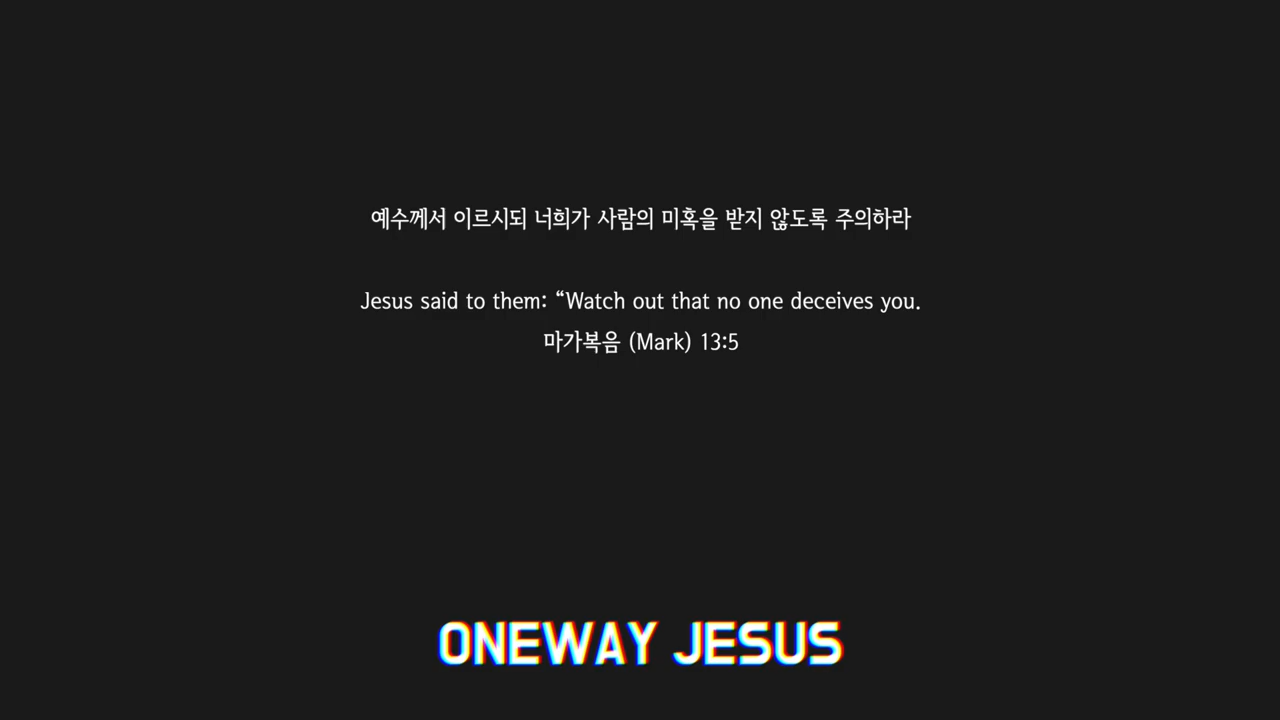 예수께서 이르시되 너희가 사람의 미혹을 받지 않도록 주의하라
Jesus said to them: “Watch out that no one deceives you.
마가복음 (Mark) 13:5
ONEWAY JESUS